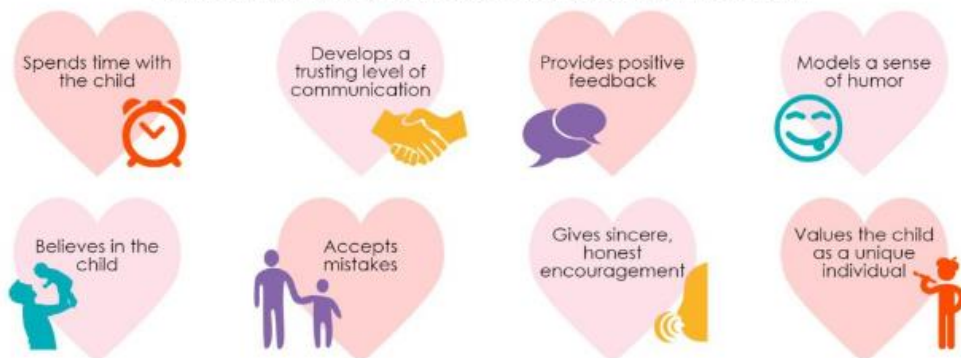 Spends time with
the child
Develops a
trusting level of
communication
Provides positive
feedback
Models a sense
of humor
Believes in the
child
Accepts
mistakes
Gives sincere,
honest
encouragement
Values the child
as a unique
individual